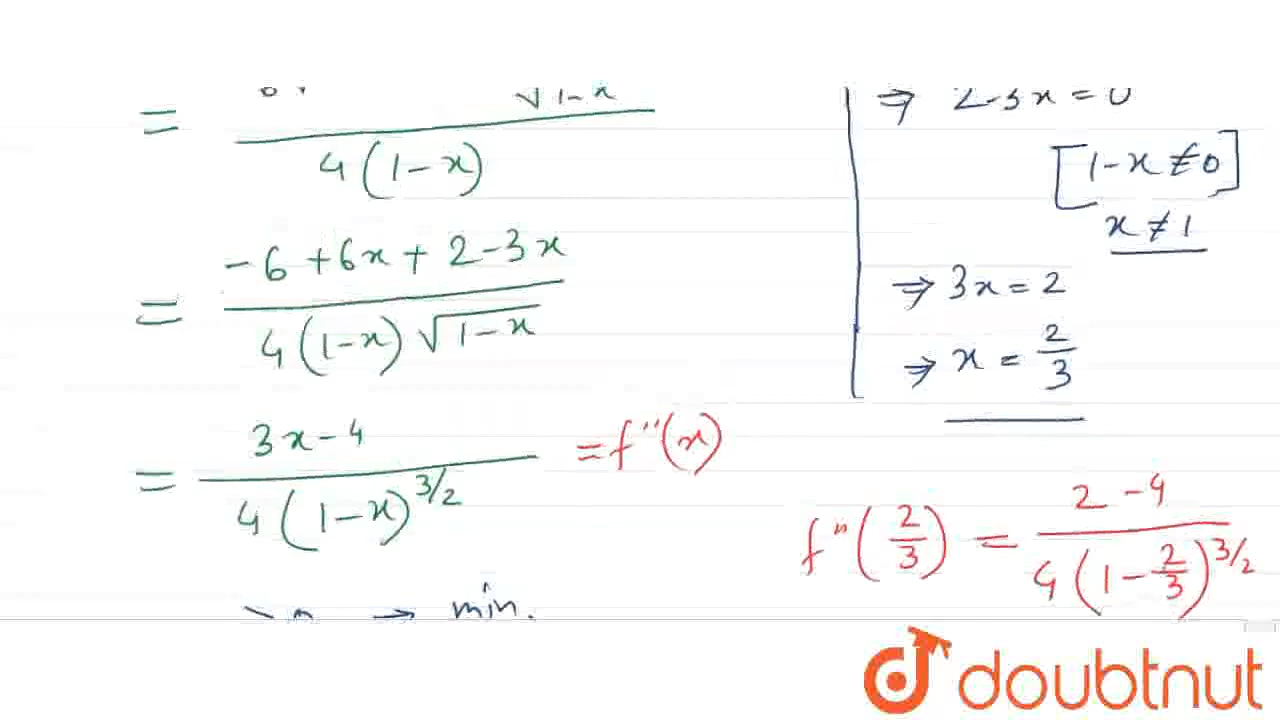 √1-x
=
4(1-x)
-6+6x+2-3x
=
4(1-x)√1-x
3x-4
= = f''(x)
4(1-x)^3/2
→ min.
⇒ 2-3x=0
[1-x≠0]
x≠1
⇒ 3x=2
⇒ x = 2/3
f''(2/3) = 2-4
4(1-2/3)^3/2
doubtnut